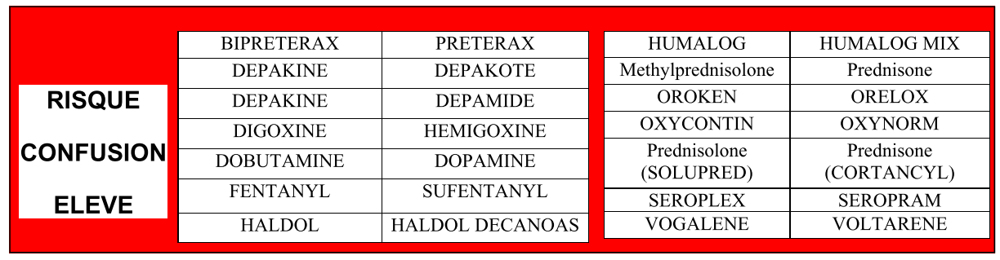 RISQUE
CONFUSION
ELEVE
BIPRETERAX PRETERAX
DEPAKINE DEPAKOTE
DEPAKINE DEPAMIDE
DIGOXINE HEMIGOXINE
DOBUTAMINE DOPAMINE
FENTANYL SUFENTANYL
HALDOL HALDOL DECANOAS
HUMALOG HUMALOG MIX
Methylprednisolone Prednisone
OROKEN ORELOX
OXYCONTIN OXYNORM
Prednisolone Prednisone
(SOLUPRED) (CORTANCYL)
SEROPLEX SEROPRAM
VOGALENE VOLTARENE